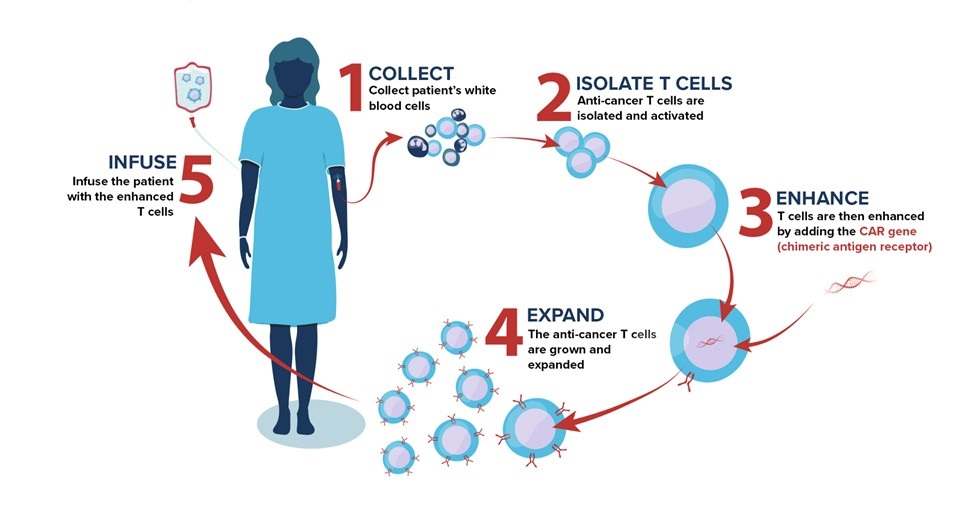 1 COLLECT
Collect patient's white
blood cells
2 ISOLATE T CELLS
Anti-cancer T cells are
isolated and activated
3 ENHANCE
T cells are then enhanced
by adding the CAR gene
(chimeric antigen receptor)
4 EXPAND
The anti-cancer T cells
are grown and
expanded
INFUSE 5
Infuse the patient
with the enhanced
T cells